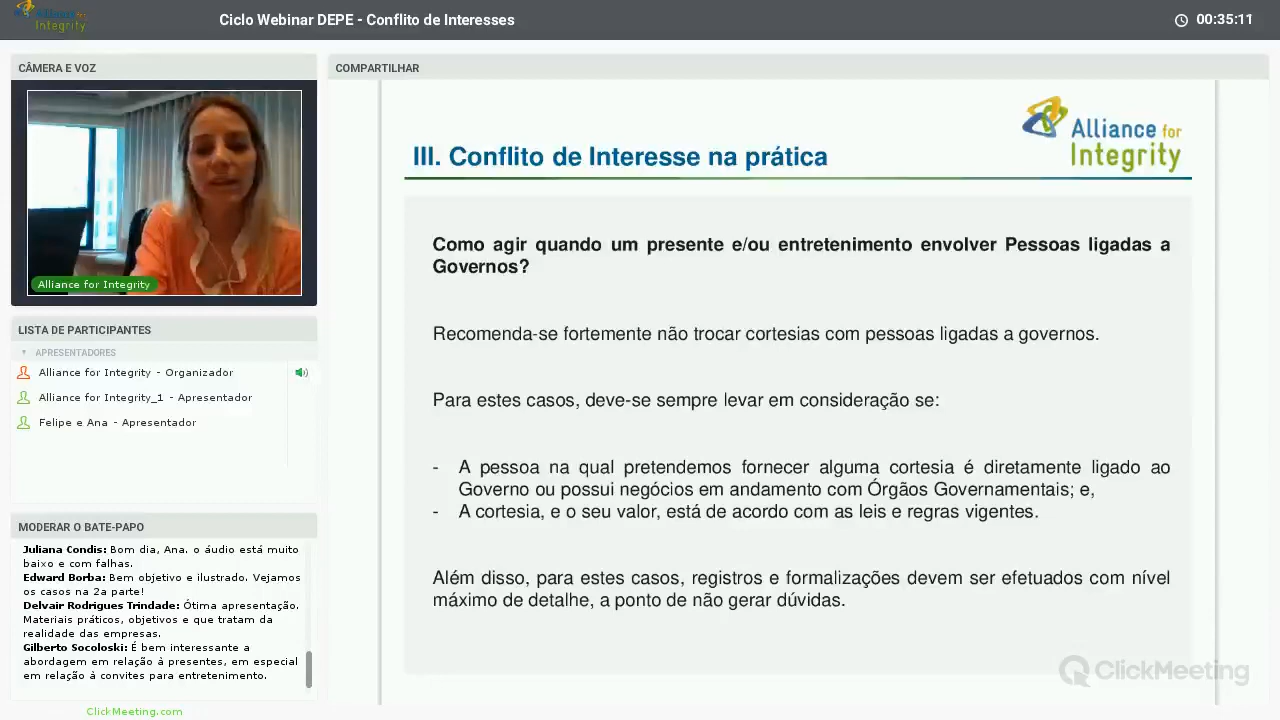 Alliance for Integrity
Ciclo Webinar DEPE - Conflito de Interesses
00:35:11
CÂMERA E VOZ
Alliance for Integrity
LISTA DE PARTICIPANTES
APRESENTADORES
Alliance for Integrity - Organizador
Alliance for Integrity_1 - Apresentador
Felipe e Ana - Apresentador
MODERAR O BATE-PAPO
Juliana Condis: Bom dia, Ana. o áudio está muito
baixo e com falhas.
Edward Borba: Bem objetivo e ilustrado. Vejamos
os casos na 2a parte!
Delvair Rodrigues Trindade: Ótima apresentação.
Materiais práticos, objetivos e que tratam da
realidade das empresas.
Gilberto Socoloski: É bem interessante a
abordagem em relação à presentes, em especial
em relação à convites para entretenimento.
ClickMeeting.com
COMPARTILHAR
Alliance for
Integrity
III. Conflito de Interesse na prática
Como agir quando um presente e/ou entretenimento envolver Pessoas ligadas a
Governos?
Recomenda-se fortemente não trocar cortesias com pessoas ligadas a governos.
Para estes casos, deve-se sempre levar em consideração se:
- A pessoa na qual pretendemos fornecer alguma cortesia é diretamente ligado ao
Governo ou possui negócios em andamento com Órgãos Governamentais; e,
- A cortesia, e o seu valor, está de acordo com as leis e regras vigentes.
Além disso, para estes casos, registros e formalizações devem ser efetuados com nível
máximo de detalhe, a ponto de não gerar dúvidas.
ClickMeeting